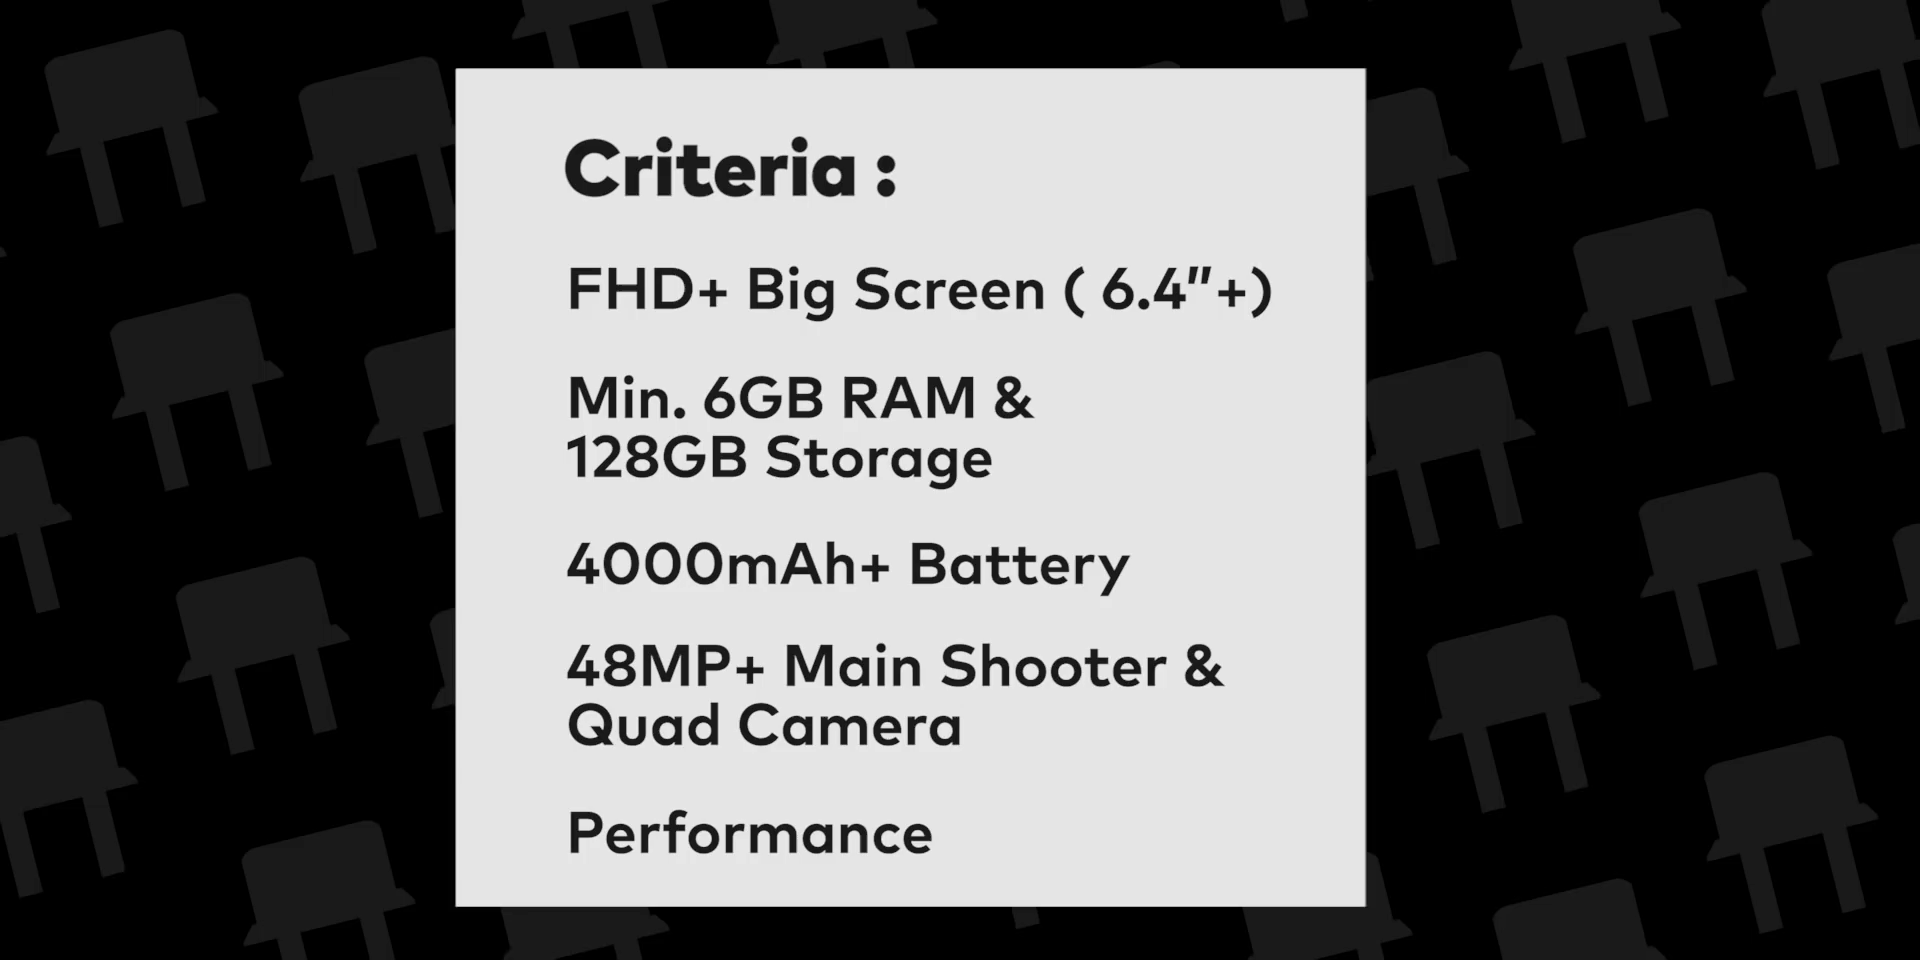 Criteria :
FHD+ Big Screen ( 6.4"+)
Min. 6GB RAM &
128GB Storage
4000mAh+ Battery
48MP+ Main Shooter &
Quad Camera
Performance